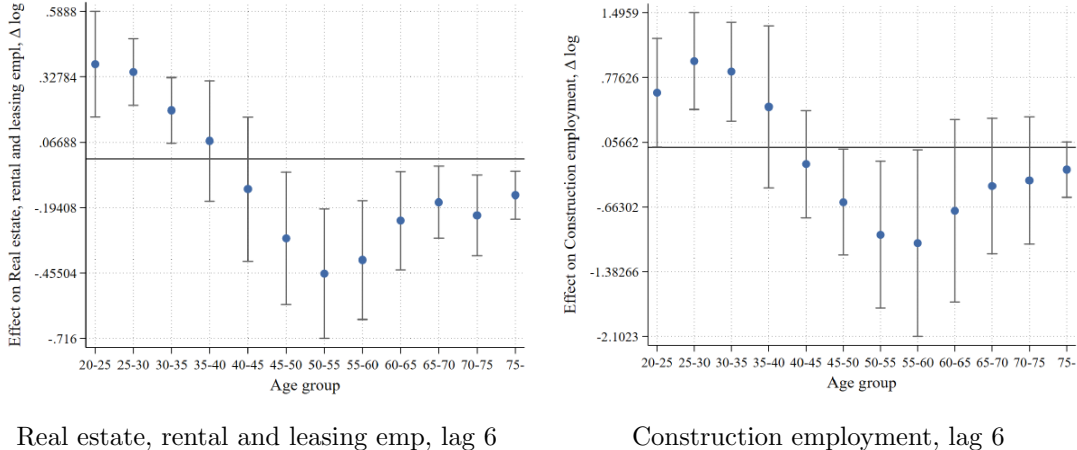 Effect on Real estate, rental and leasing empl, Δ log
.5888
.32784
.06688
-.19408
-.45504
-.716
20-25 25-30 30-35 35-40 40-45 45-50 50-55 55-60 60-65 65-70 70-75 75-
Age group
Real estate, rental and leasing emp, lag 6
Effect on Construction employment, Δ log
1.4959
.77626
.05662
-.66302
-1.38266
-2.1023
20-25 25-30 30-35 35-40 40-45 45-50 50-55 55-60 60-65 65-70 70-75 75-
Age group
Construction employment, lag 6